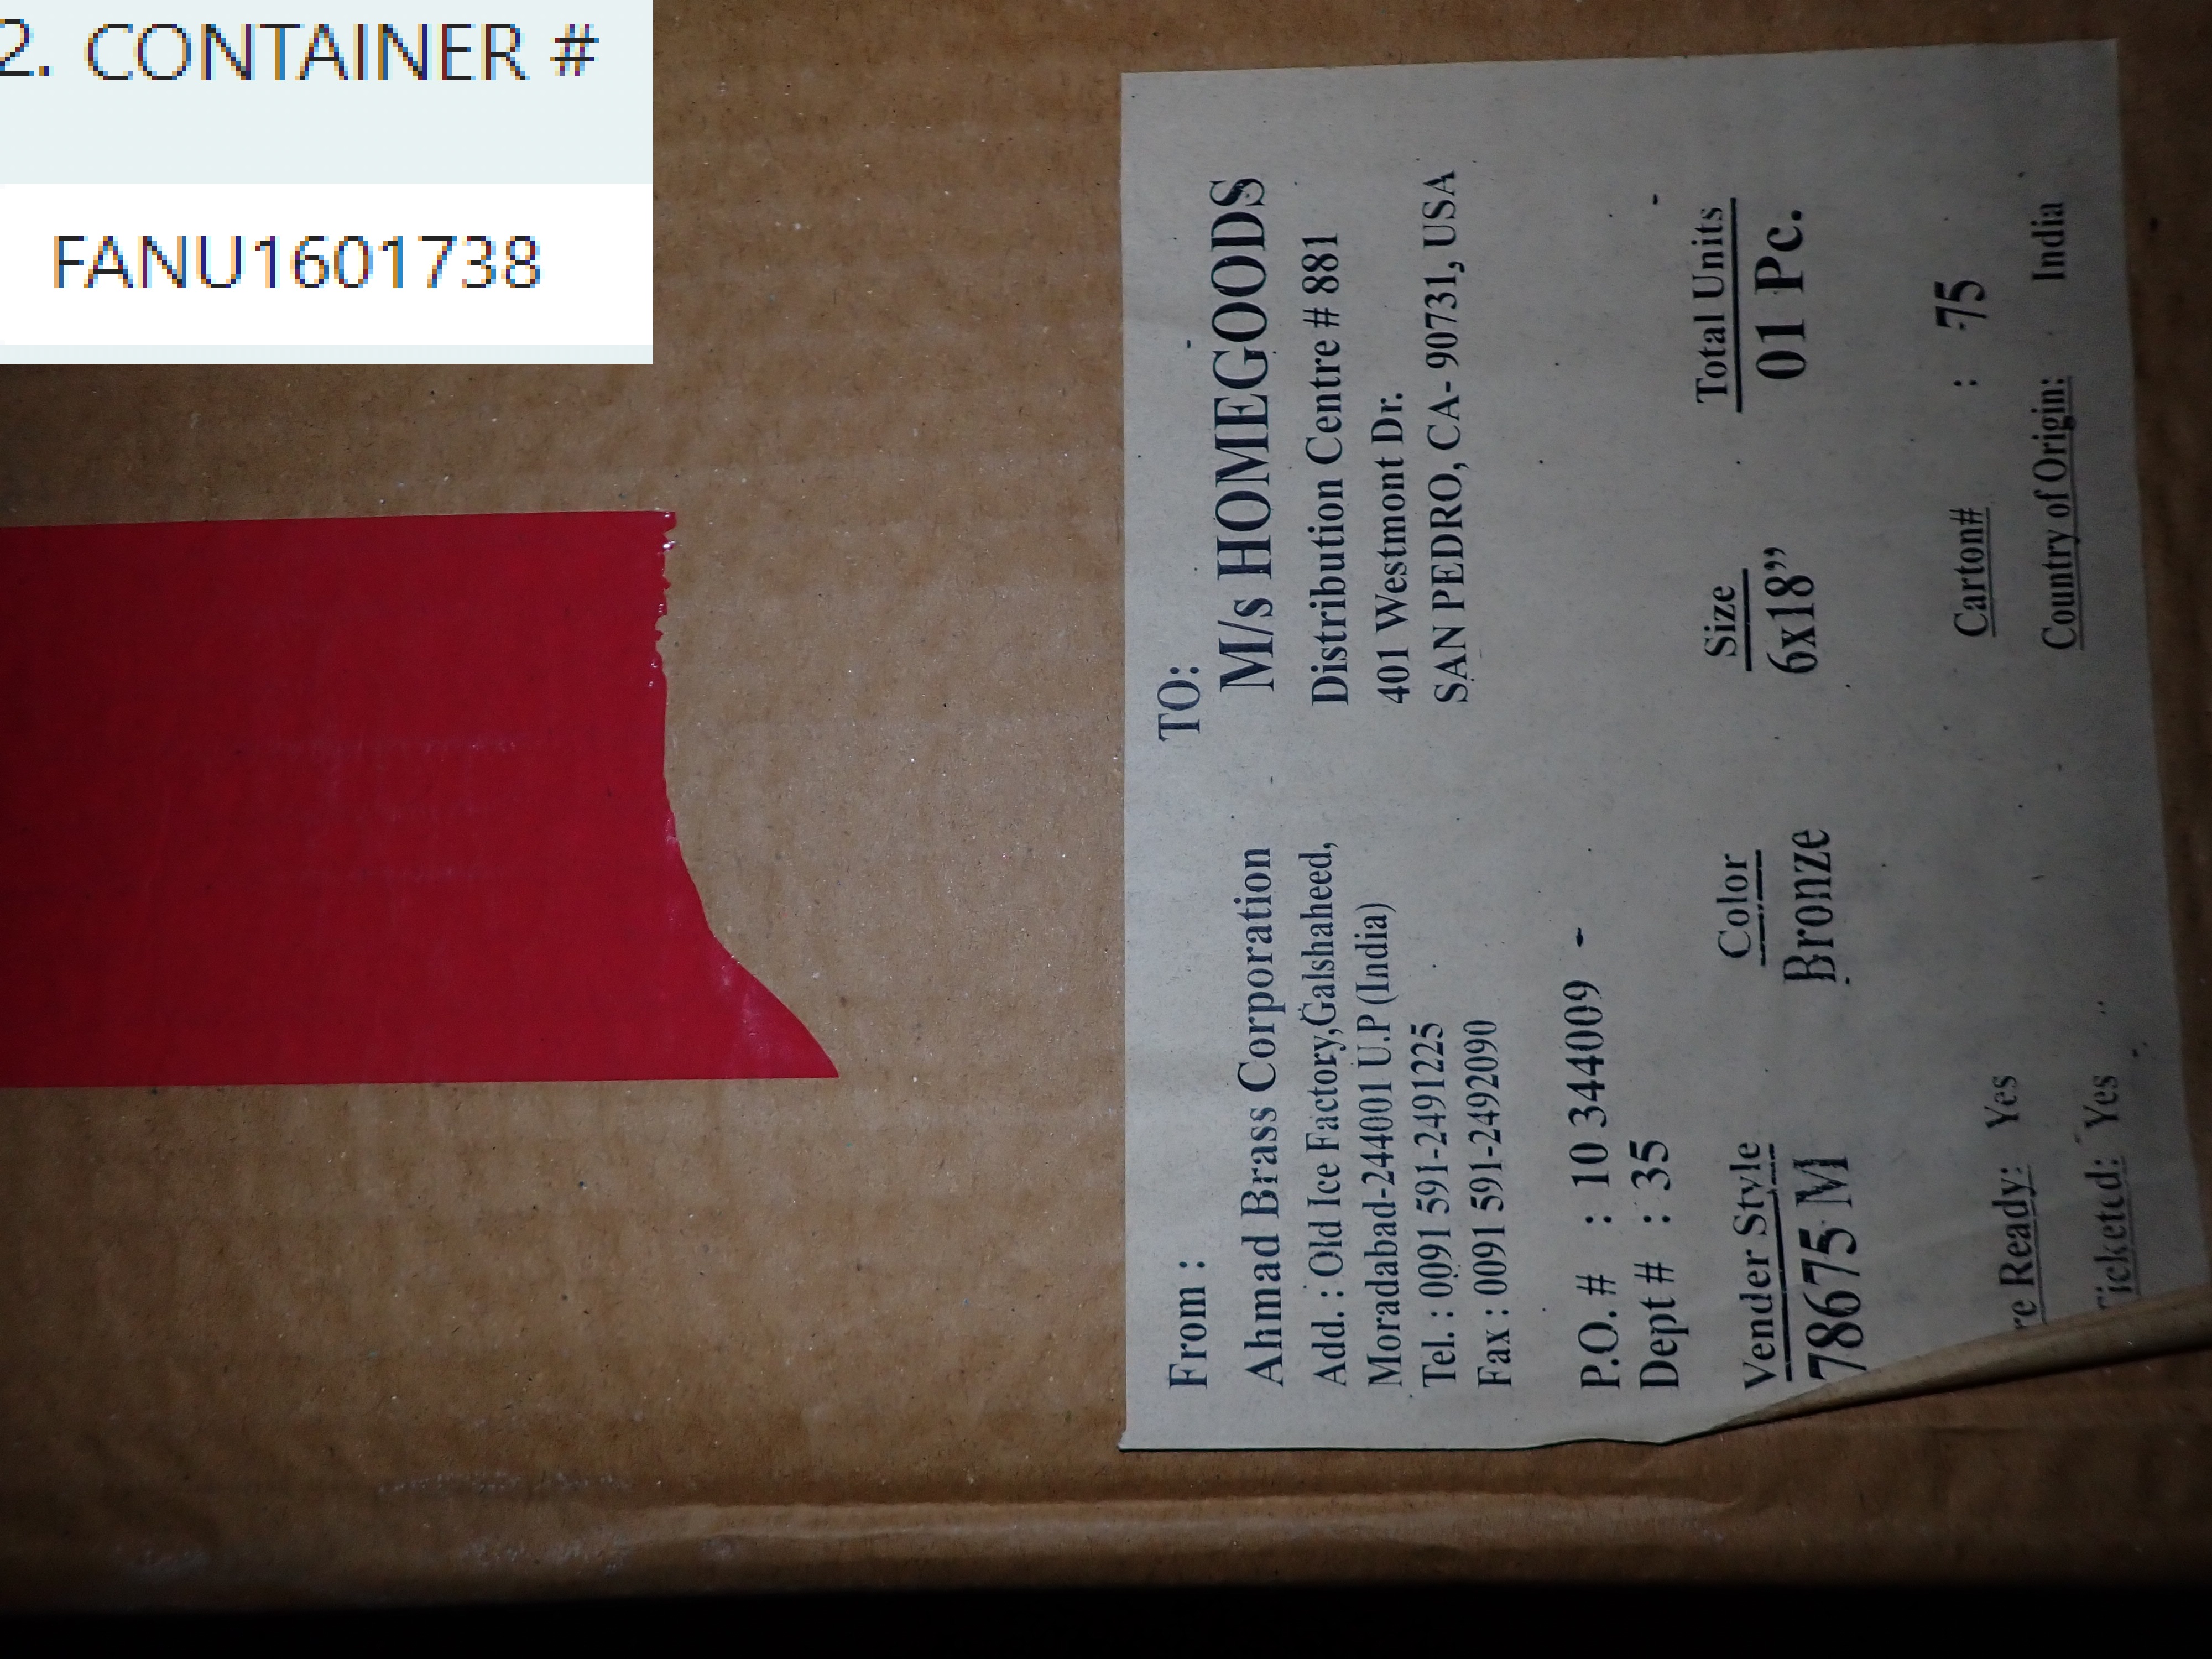 2. CONTAINER #
FANU1601738
From :
Ahmad Brass Corporation
Add. : Old Ice Factory,Galshaheed,
Moradabad-244001 U.P (India)
Tel. : 0091 591-2491225
Fax : 0091 591-2492090
TO:
M/s HOMEGOODS
Distribution Centre # 881
401 Westmont Dr.
SAN PEDRO, CA- 90731, USA
P.O. # : 10 344009 -
Dept # : 35
Vender Style Color Size Total Units
78675 M Bronze 6x18” 01 Pc.
re Ready: Yes Carton# : 75
Ticketd: Yes Country of Origin: India